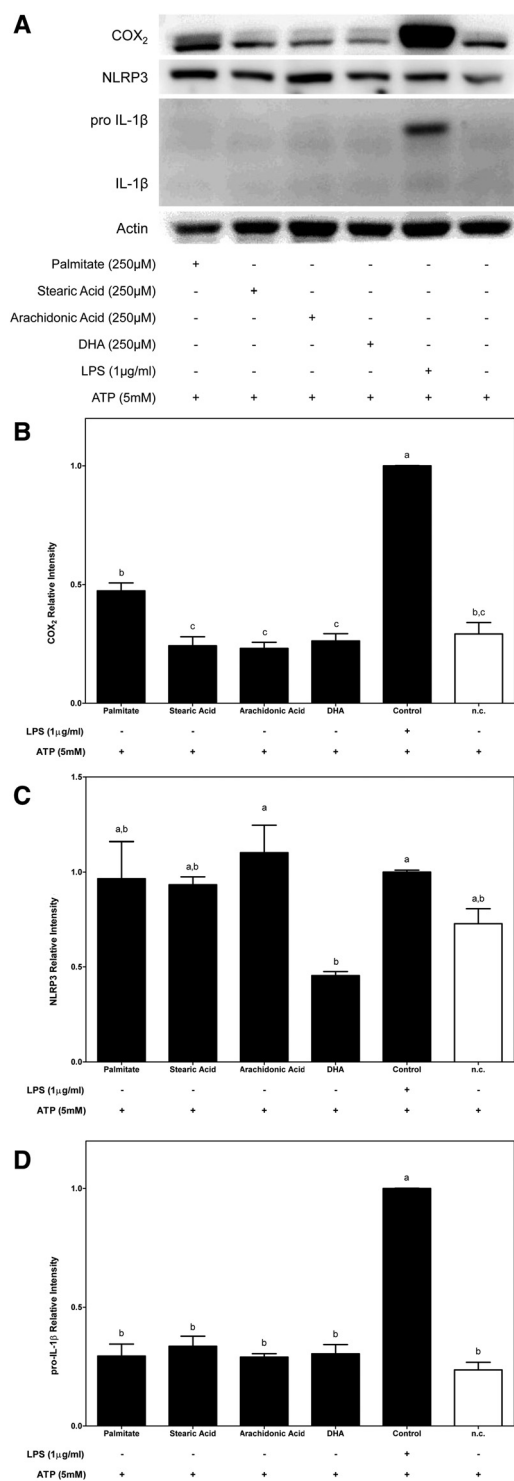 A
COX₂
NLRP3
pro IL-1β
IL-1β
Actin
Palmitate (250µM) + - - - - -
Stearic Acid (250µM) - + - - - -
Arachidonic Acid (250µM) - - + - - -
DHA (250µM) - - - + - -
LPS (1µg/ml) - - - - + -
ATP (5mM) + + + + + +
B
COX₂ Relative Intensity
1.0
0.5
0.0
b c c c a b,c
Palmitate Stearic Acid Arachidonic Acid DHA Control n.c.
LPS (1µg/ml) - - - - + -
ATP (5mM) + + + + + +
C
NLRP3 Relative Intensity
1.5
1.0
0.5
0.0
a,b a,b a b a a,b
Palmitate Stearic Acid Arachidonic Acid DHA Control n.c.
LPS (1µg/ml) - - - - + -
ATP (5mM) + + + + + +
D
pro-IL-1β Relative Intensity
1.0
0.5
0.0
b b b b a b
Palmitate Stearic Acid Arachidonic Acid DHA Control n.c.
LPS (1µg/ml) - - - - + -
ATP (5mM) + + + + + +